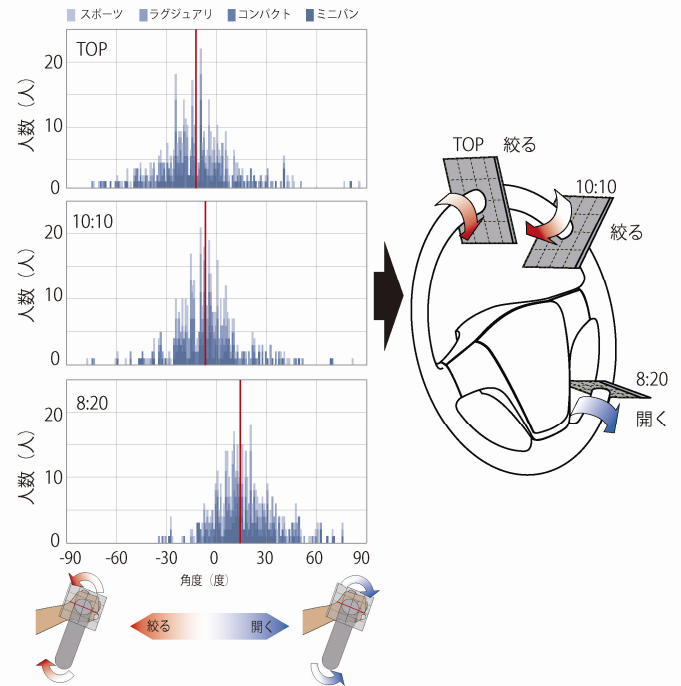 スポーツ ラグジュアリ コンパクト ミニバン
TOP
人数（人）
20
10
0
10:10
人数（人）
20
10
0
8:20
人数（人）
20
10
0
-90 -60 -30 0 30 60 90
角度（度）
絞る 開く
TOP 絞る
10:10
絞る
8:20
開く